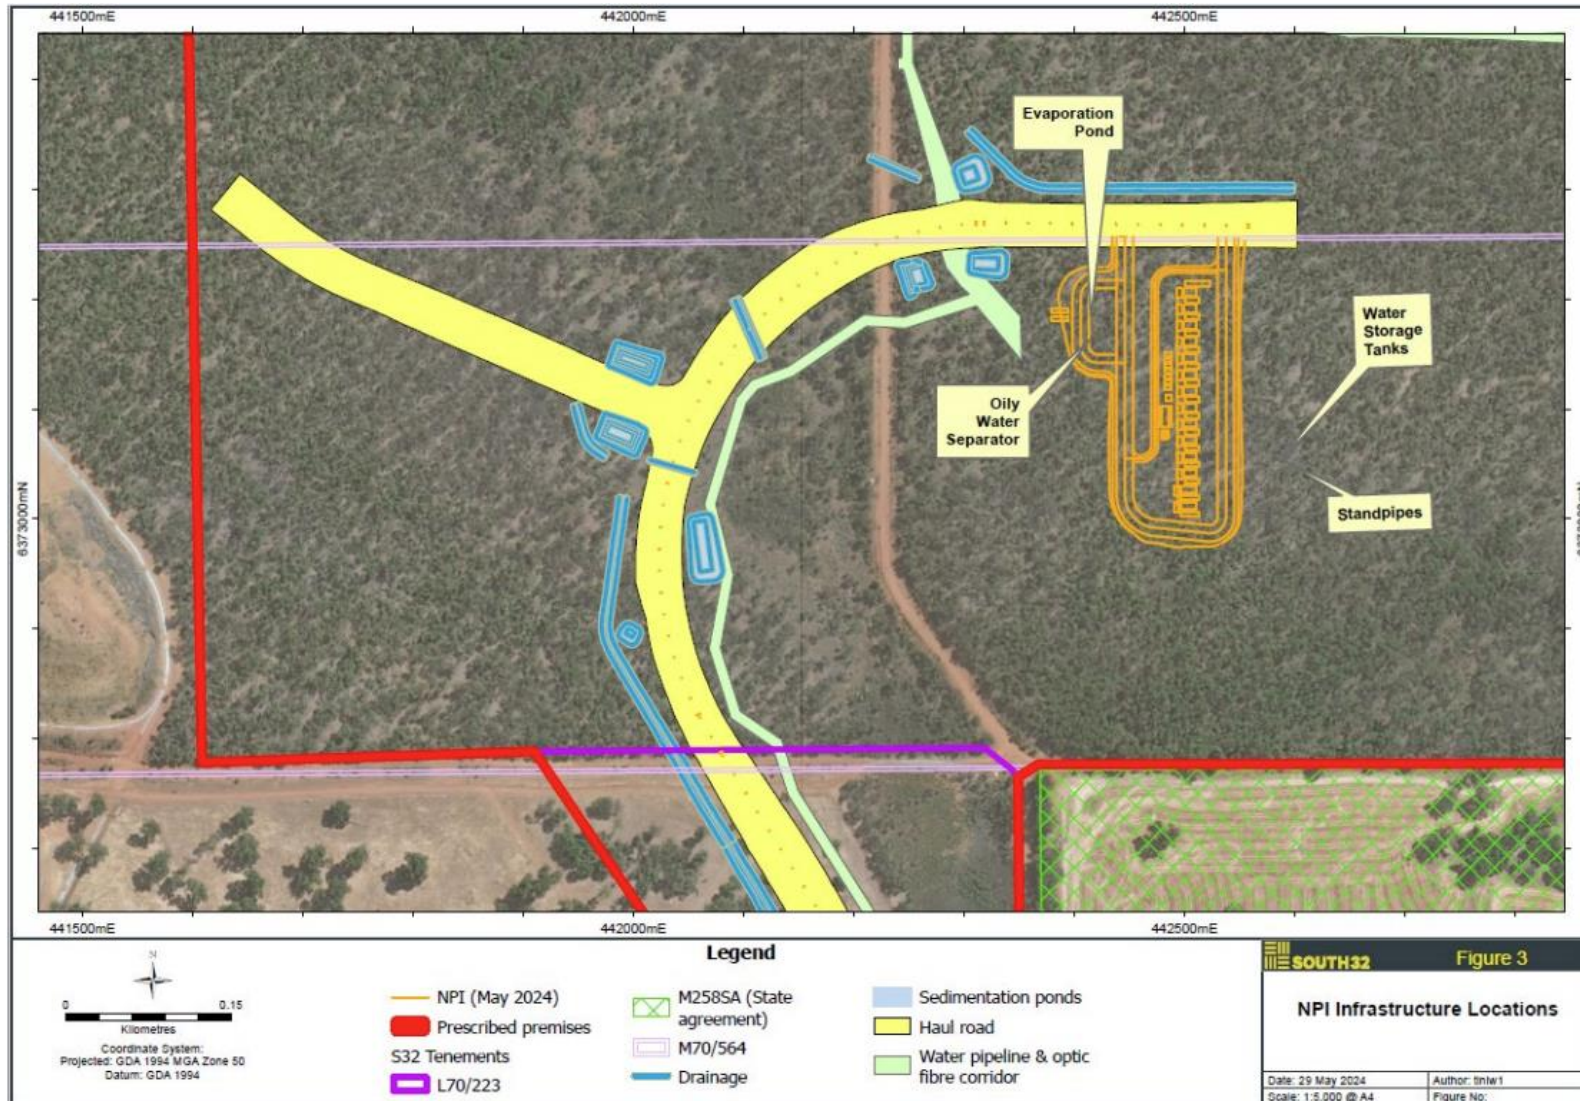 441500mE
442000mE
442500mE
Evaporation
Pond
Water
Storage
Tanks
Oily
Water
Separator
Standpipes
6373000mN
441500mE
442000mE
442500mE
N
0
0.15
Kilometres
Coordinate System:
Projected: GDA 1994 MGA Zone 50
Datum: GDA 1994
Legend
NPI (May 2024)
Prescribed premises
S32 Tenements
L70/223
M258SA (State
agreement)
M70/564
Drainage
Sedimentation ponds
Haul road
Water pipeline & optic
fibre corridor
SOUTH32
Figure 3
NPI Infrastructure Locations
Date: 29 May 2024
Author: tinlw1
Scale: 1:5,000 @ A4
Figure No: